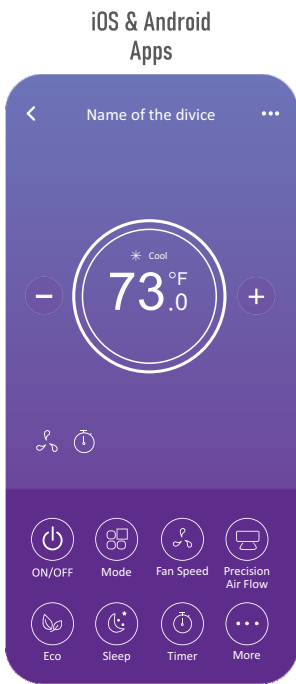 iOS & Android
Apps
Name of the divice
Cool
73.0 °F
ON/OFF
Mode
Fan Speed
Precision
Air Flow
Eco
Sleep
Timer
More